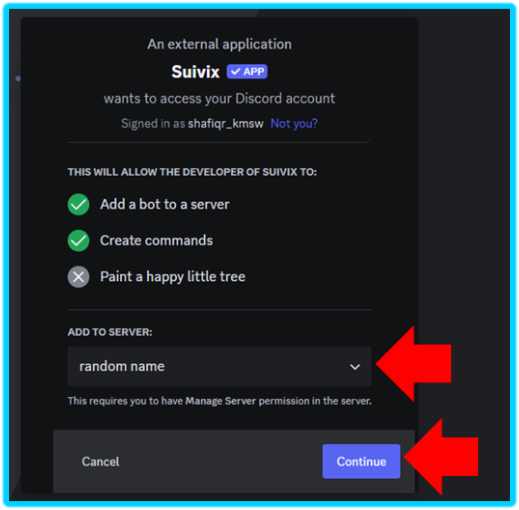 An external application
Suivix APP
wants to access your Discord account
Signed in as shafiqr_kmsw Not you?
THIS WILL ALLOW THE DEVELOPER OF SUIVIX TO:
Add a bot to a server
Create commands
Paint a happy little tree
ADD TO SERVER:
random name
This requires you to have Manage Server permission in the server.
Cancel Continue